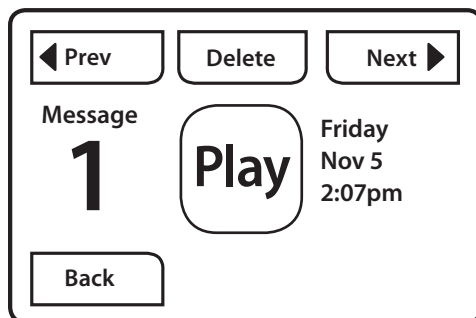 Prev
Delete
Next
Message
1
Play
Friday
Nov 5
2:07pm
Back